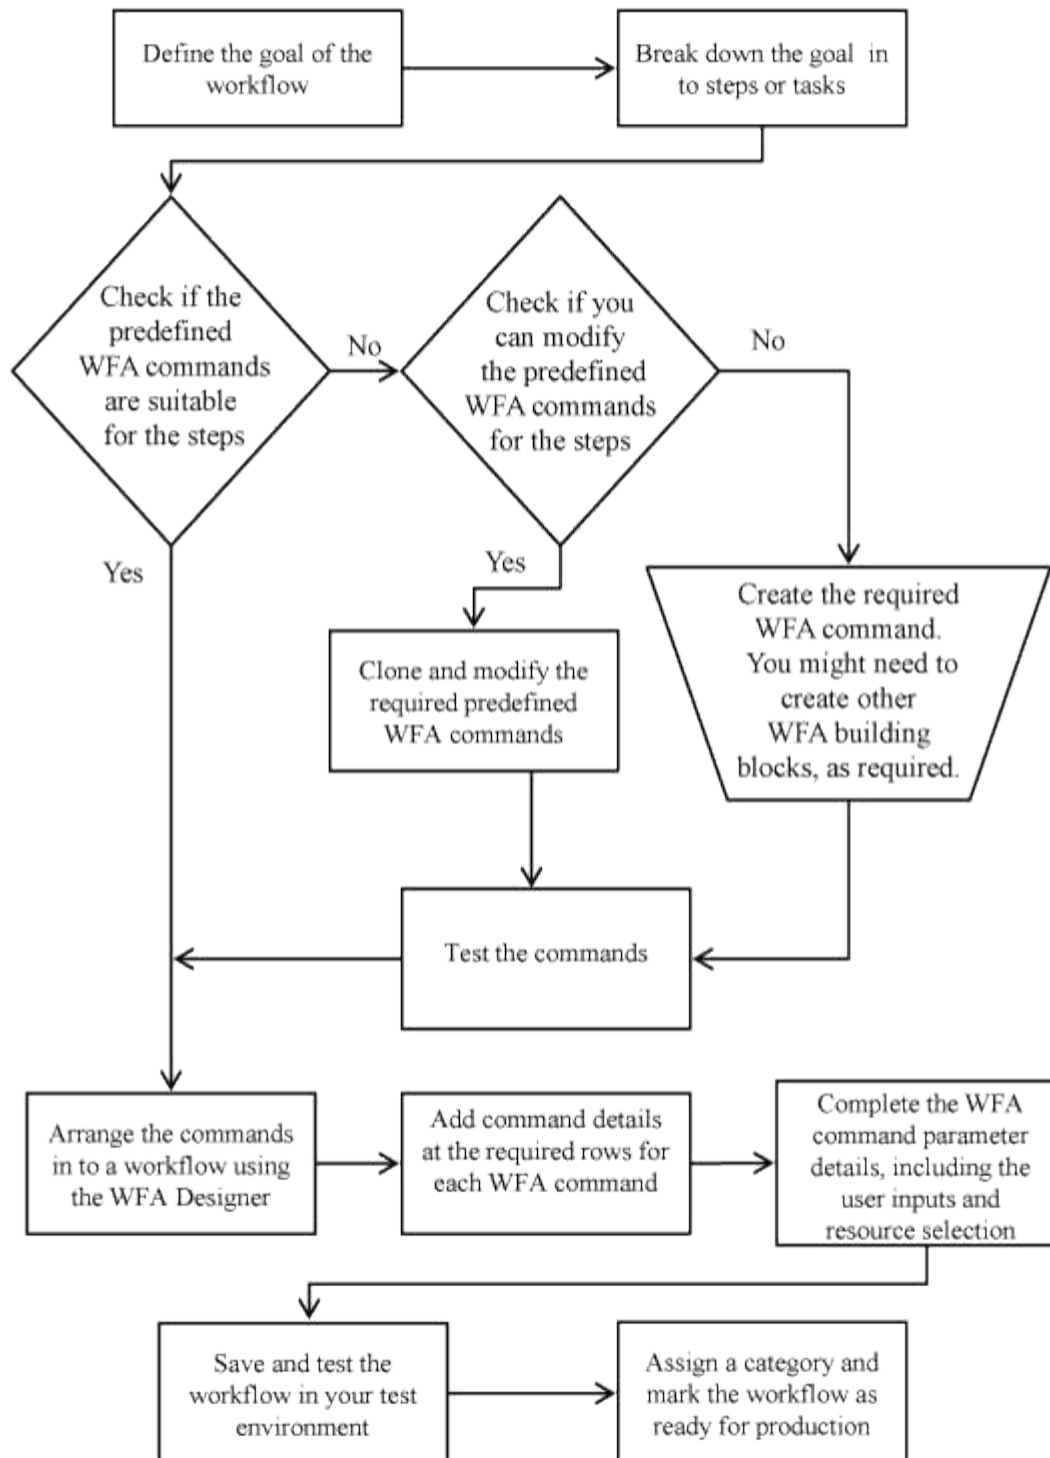 Define the goal of the
workflow
Break down the goal in
to steps or tasks
Check if the
predefined
WFA commands
are suitable
for the steps
No
Check if you
can modify
the predefined
WFA commands
for the steps
No
Yes
Yes
Clone and modify the
required predefined
WFA commands
Create the required
WFA command.
You might need to
create other
WFA building
blocks, as required.
Test the commands
Arrange the commands
in to a workflow using
the WFA Designer
Add command details
at the required rows for
each WFA command
Complete the WFA
command parameter
details, including the
user inputs and
resource selection
Save and test the
workflow in your test
environment
Assign a category and
mark the workflow as
ready for production